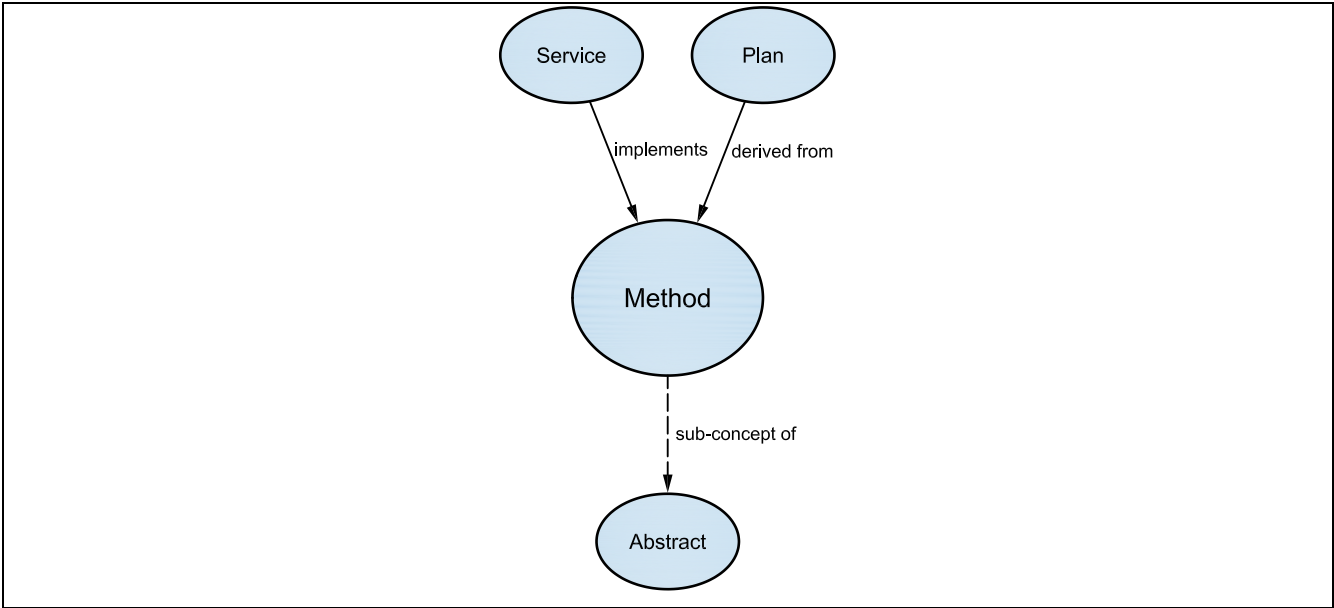 Service
Plan
implements
derived from
Method
sub-concept of
Abstract